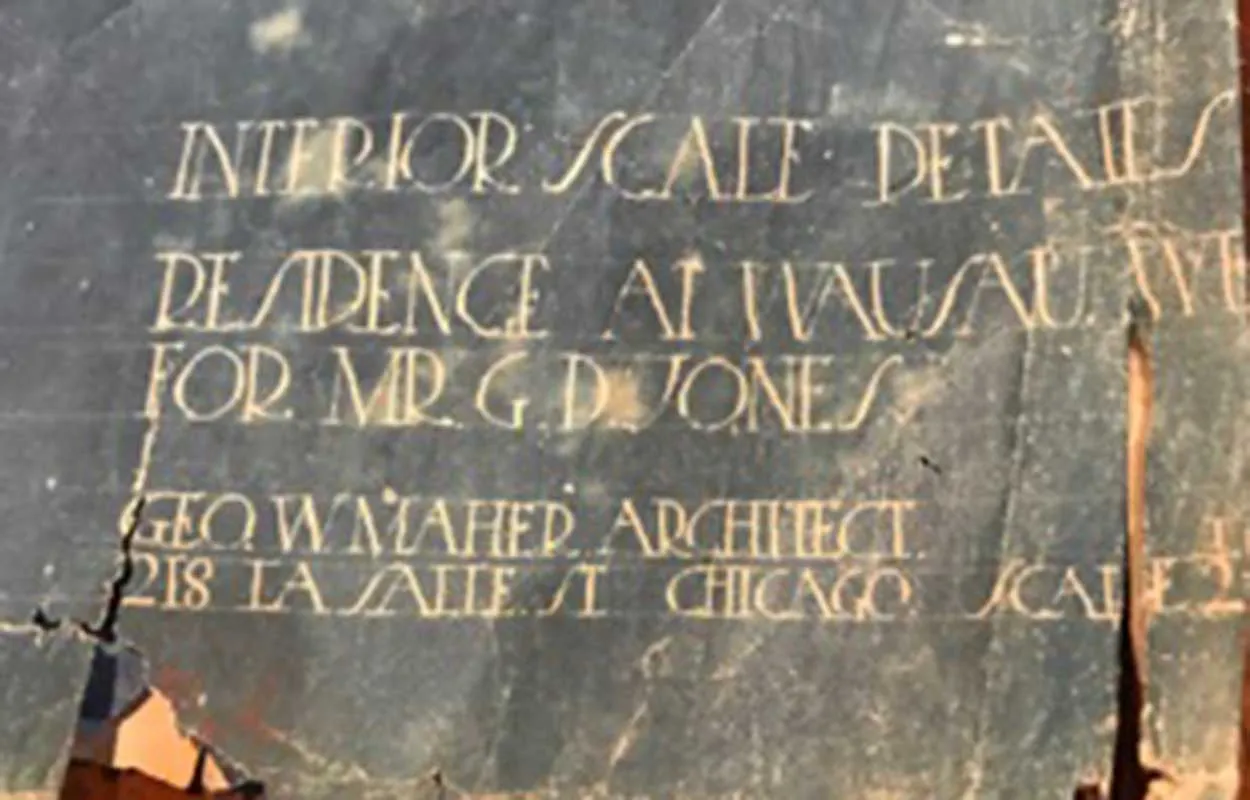 INTERIOR SCALE DETAILS
RESIDENCE AT WAUSAU.
FOR MR. G. D. JONES
GEO. W. MAHER. ARCHITECT.
218 LA SALLE. ST CHICAGO SCALE